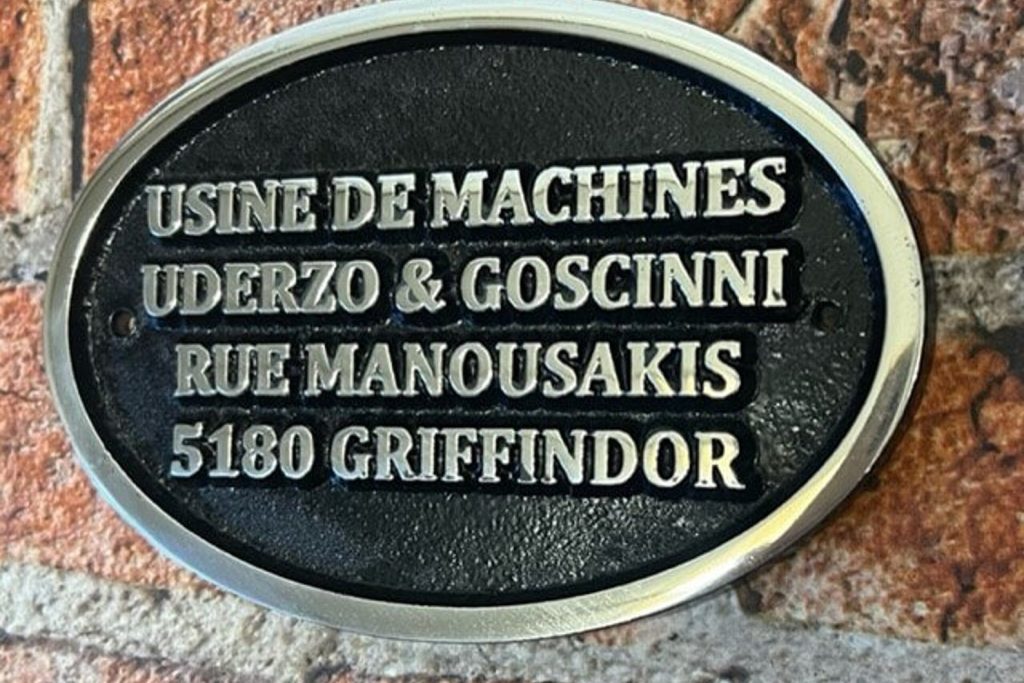 USINE DE MACHINES
UDERZO & GOSCINNI
RUE MANOUSAKIS
5180 GRIFFINDOR